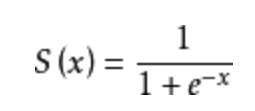 S (x) = 1 / (1 + e^{-x})